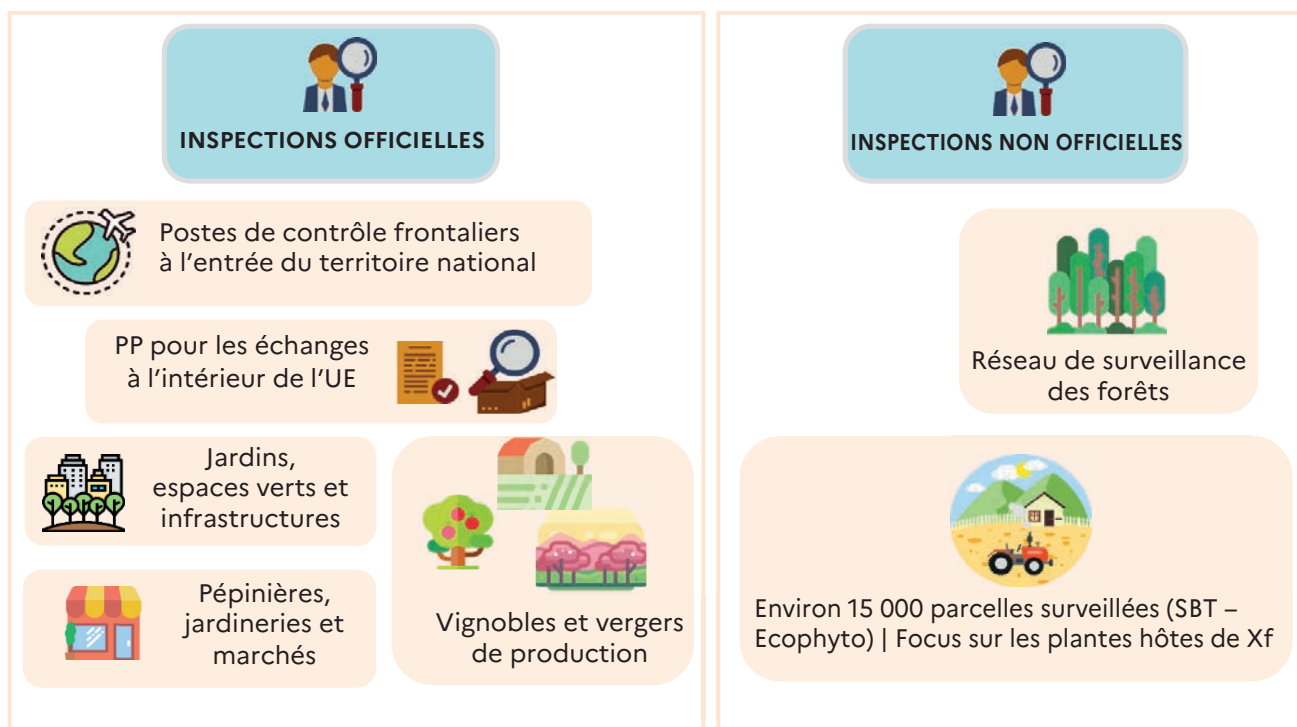 INSPECTIONS OFFICIELLES
Postes de contrôle frontaliers
à l’entrée du territoire national
PP pour les échanges
à l’intérieur de l’UE
Jardins,
espaces verts et
infrastructures
Pépinières,
jardineries et
marchés
Vignobles et vergers
de production
INSPECTIONS NON OFFICIELLES
Réseau de surveillance
des forêts
Environ 15 000 parcelles surveillées (SBT –
Ecophyto) | Focus sur les plantes hôtes de Xf